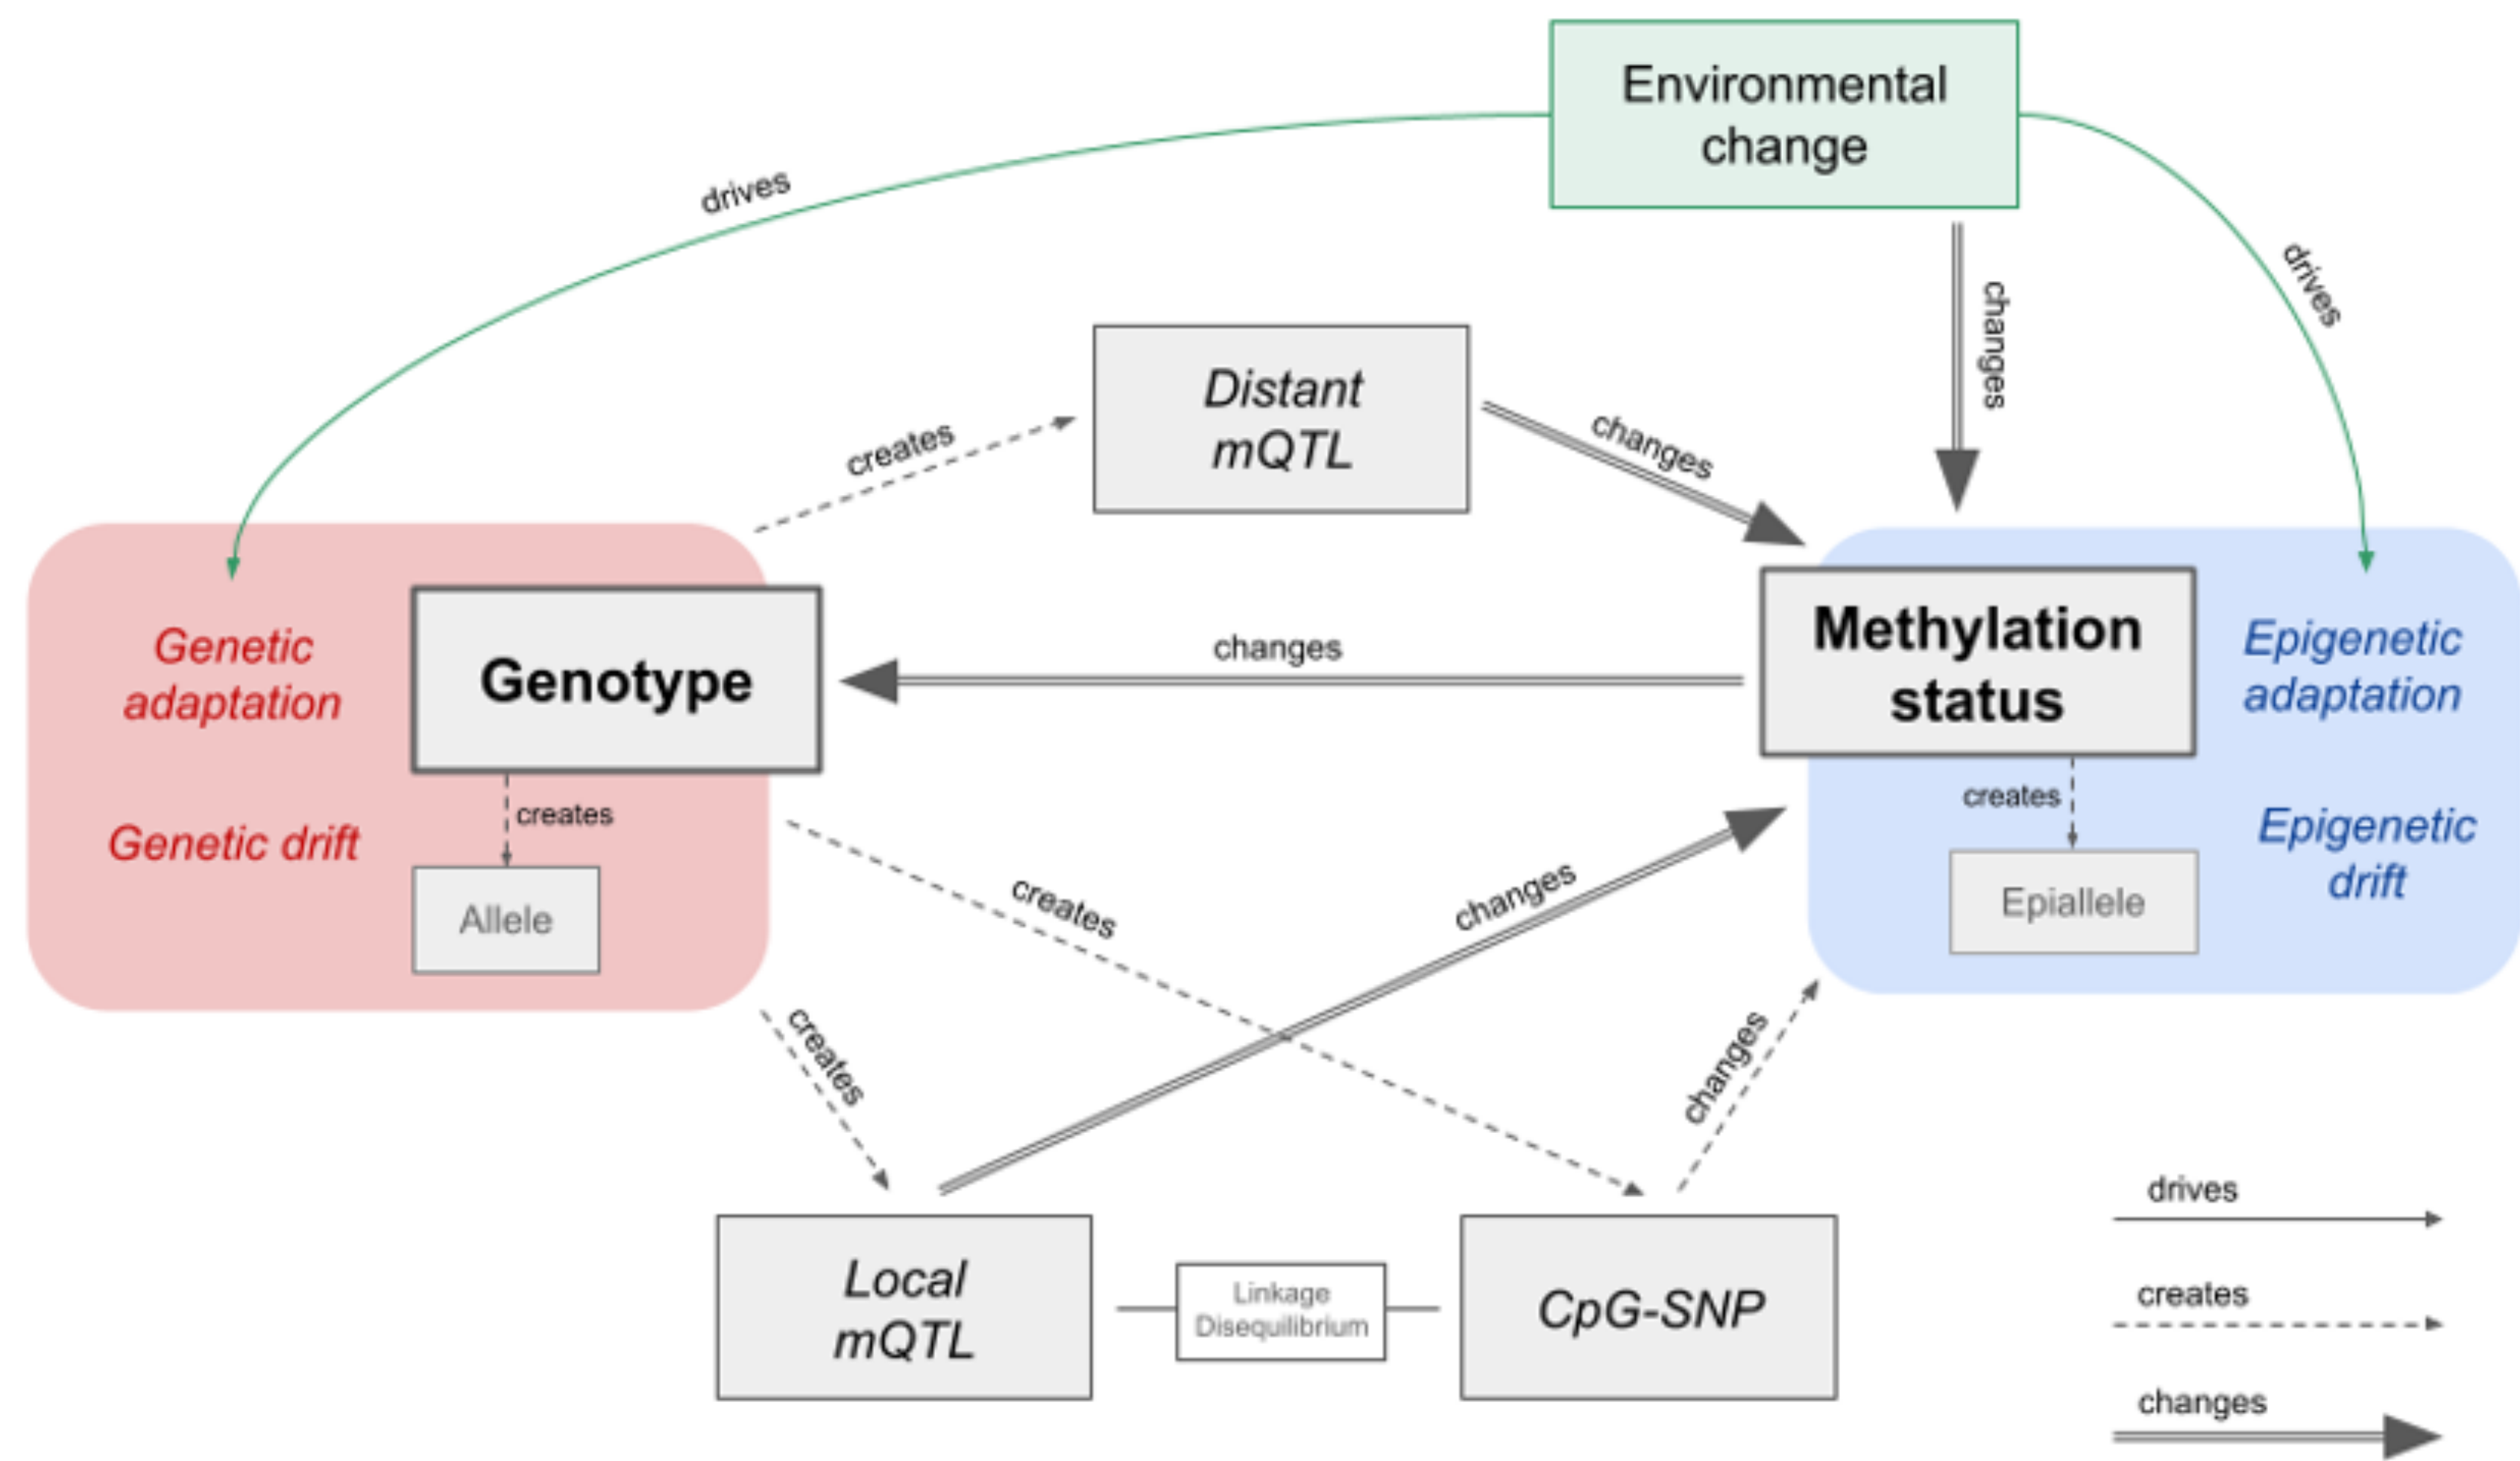 Environmental
change
drives
drives
changes
Distant
mQTL
creates
changes
Genetic
adaptation
Genotype
changes
Methylation
status
Epigenetic
adaptation
creates
Genetic drift
Allele
creates
Epigenetic
drift
Epiallele
creates
changes
creates
changes
Local
mQTL
Linkage
Disequilibrium
CpG-SNP
drives
creates
changes